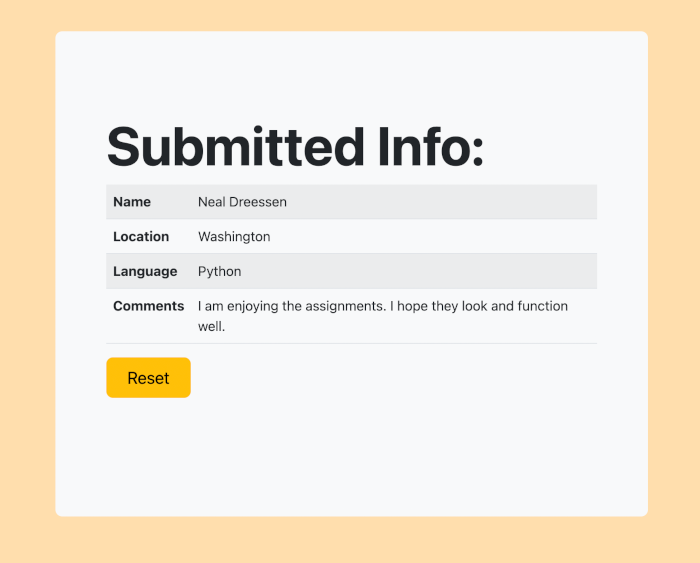 Submitted Info:
Name Neal Dreessen
Location Washington
Language Python
Comments I am enjoying the assignments. I hope they look and function
well.
Reset